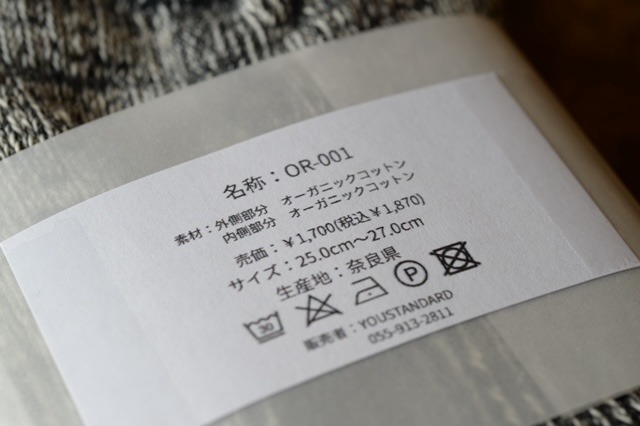 名称：OR-001
素材：外側部分　オーガニックコットン
内側部分　オーガニックコットン
売価：￥1,700(税込￥1,870)
サイズ：25.0cm～27.0cm
生産地：奈良県
30
P
販売者：YOUSTANDARD
055-913-2811